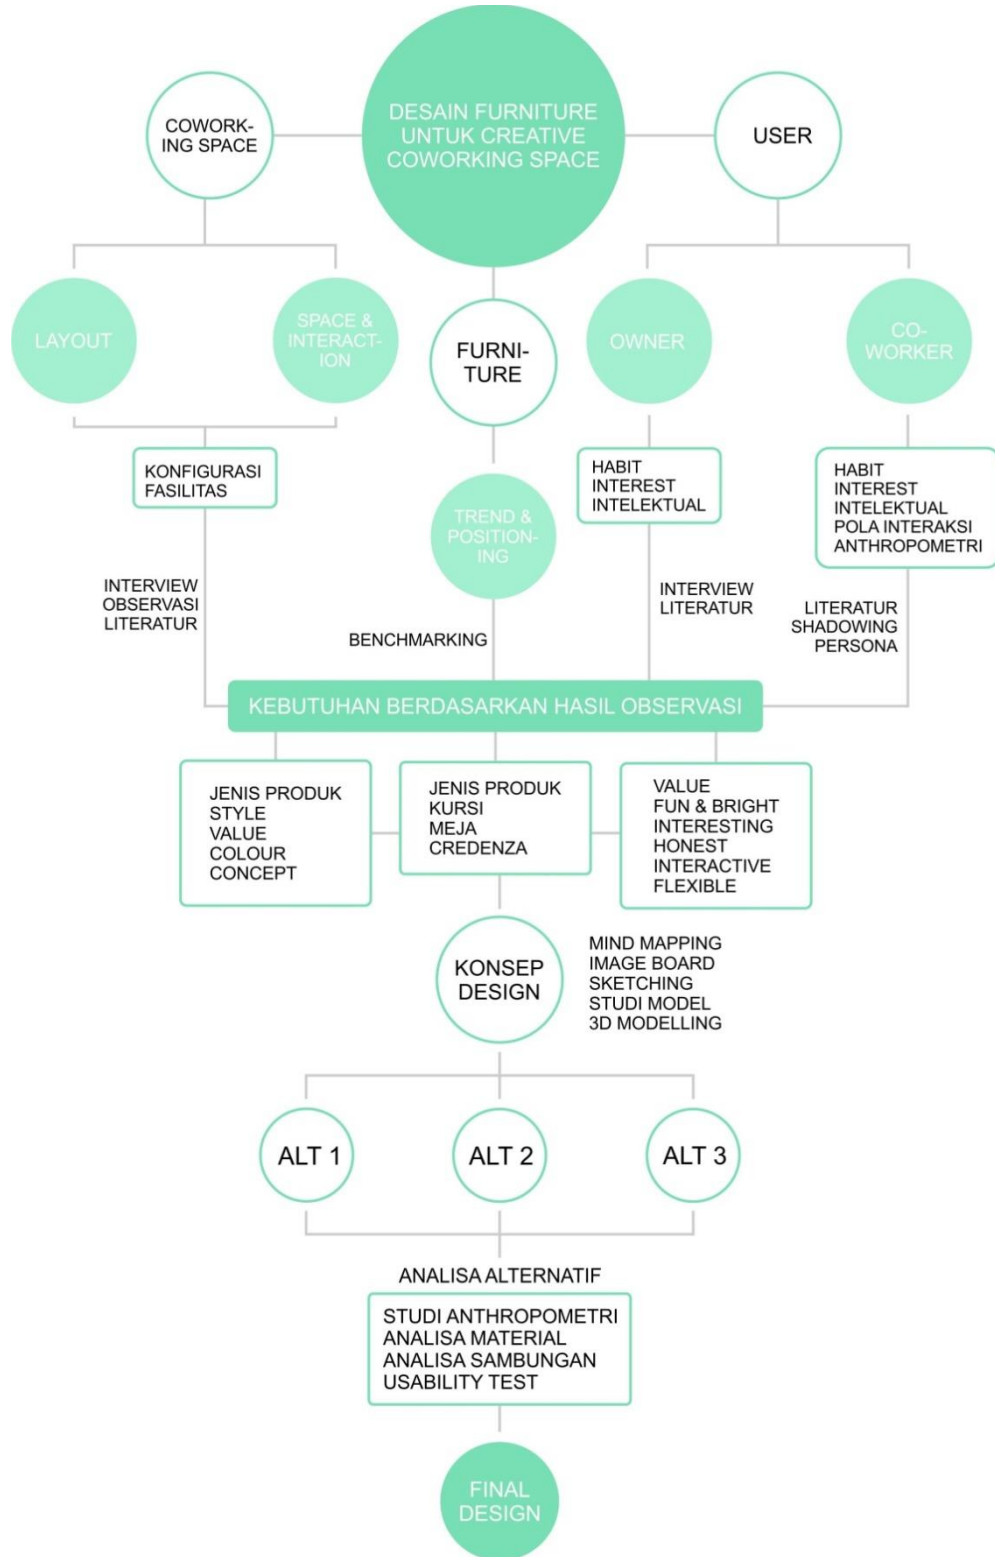 DESAIN FURNITURE
UNTUK CREATIVE
COWORKING SPACE
COWORK-
ING SPACE
USER
LAYOUT
SPACE &
INTERACT-
ION
FURNI-
TURE
OWNER
CO-
WORKER
KONFIGURASI
FASILITAS
TREND &
POSITION-
ING
HABIT
INTEREST
INTELEKTUAL
HABIT
INTEREST
INTELEKTUAL
POLA INTERAKSI
ANTHROPOMETRI
INTERVIEW
OBSERVASI
LITERATUR
BENCHMARKING
INTERVIEW
LITERATUR
LITERATUR
SHADOWING
PERSONA
KEBUTUHAN BERDASARKAN HASIL OBSERVASI
JENIS PRODUK
STYLE
VALUE
COLOUR
CONCEPT
JENIS PRODUK
KURSI
MEJA
CREDENZA
VALUE
FUN & BRIGHT
INTERESTING
HONEST
INTERACTIVE
FLEXIBLE
KONSEP
DESIGN
MIND MAPPING
IMAGE BOARD
SKETCHING
STUDI MODEL
3D MODELLING
ALT 1
ALT 2
ALT 3
ANALISA ALTERNATIF
STUDI ANTHROPOMETRI
ANALISA MATERIAL
ANALISA SAMBUNGAN
USABILITY TEST
FINAL
DESIGN